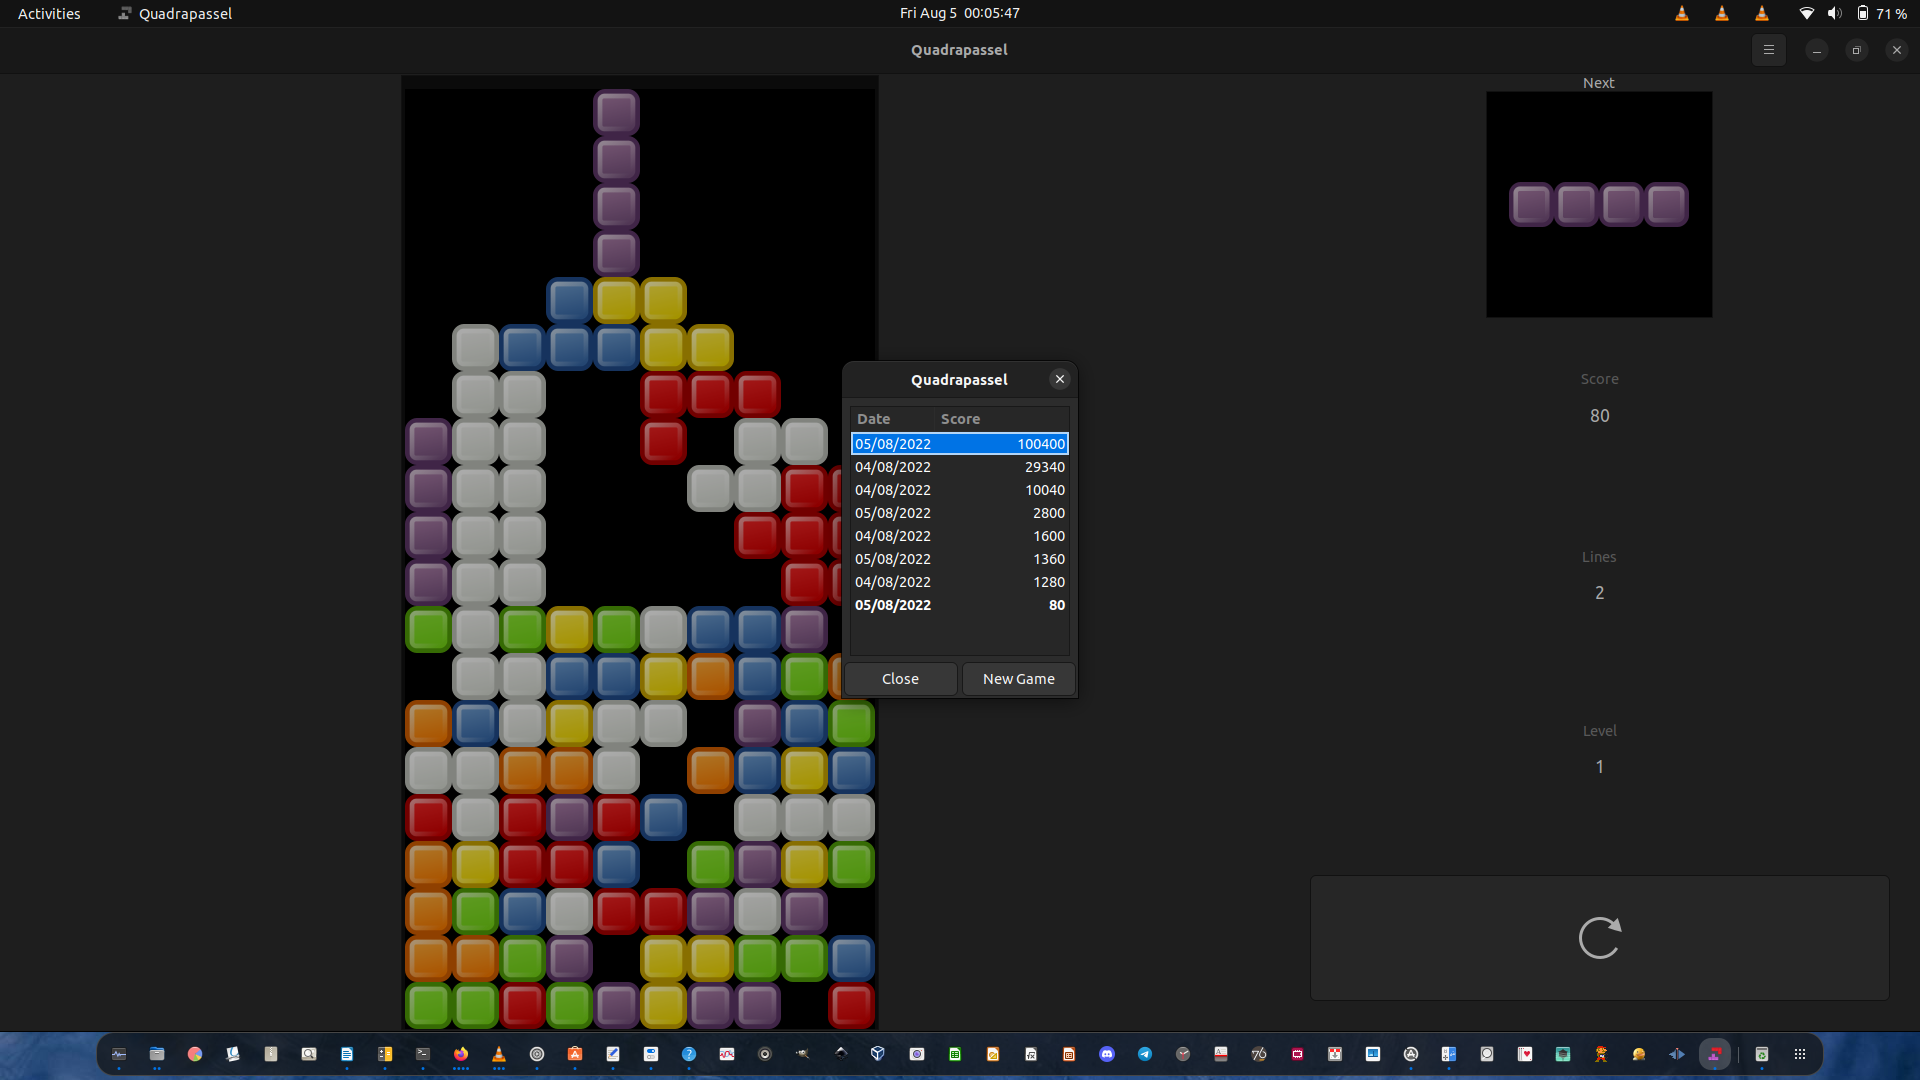 Activities Quadrapassel Fri Aug 5 00:05:47 71 %
Quadrapassel
Next
Score
80
Lines
2
Level
1
Quadrapassel
Date Score
05/08/2022 100400
04/08/2022 29340
04/08/2022 10040
05/08/2022 2800
04/08/2022 1600
05/08/2022 1360
04/08/2022 1280
05/08/2022 80
Close New Game